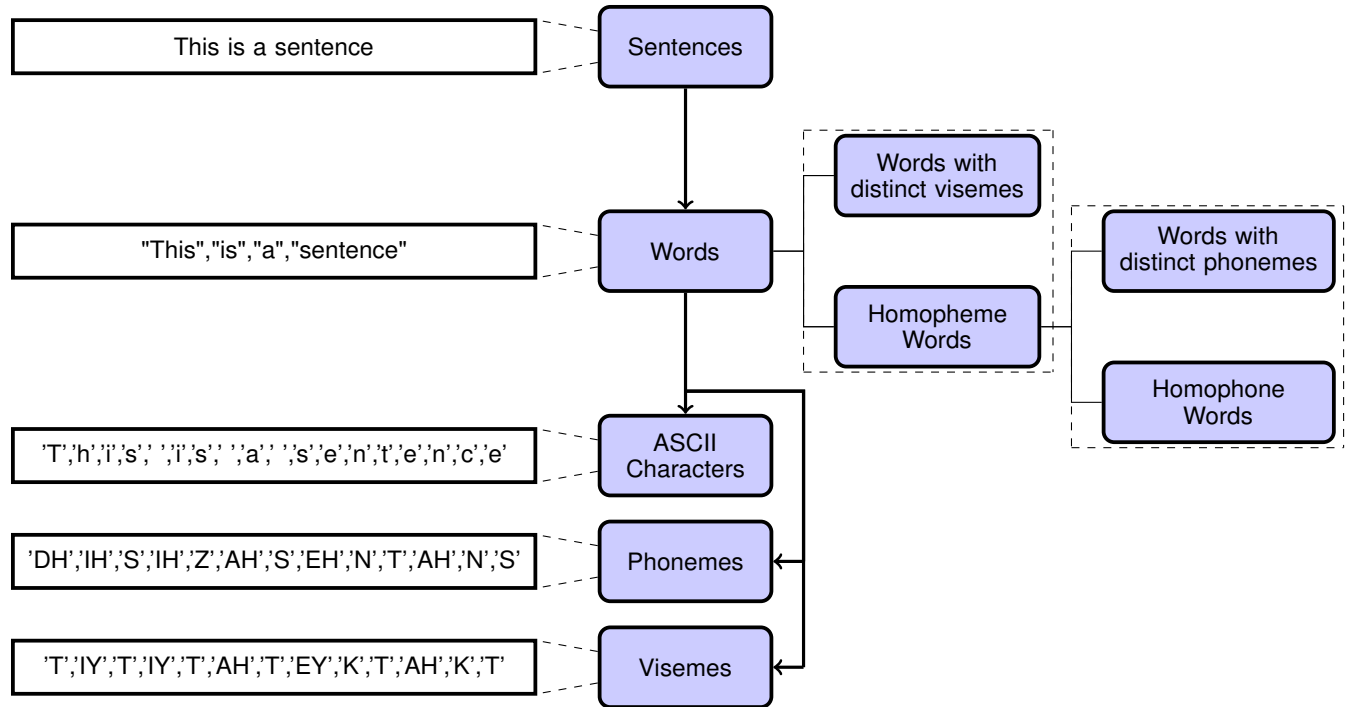 This is a sentence
Sentences
Words with
distinct visemes
"This","is","a","sentence"
Words
Words with
distinct phonemes
Homopheme
Words
Homophone
Words
’T’,’h’,’i’,’s’,’ ’,’i’,’s’,’ ’,’a’,’ ’,’s’,’e’,’n’,’t’,’e’,’n’,’c’,’e’
ASCII
Characters
’DH’,’IH’,’S’,’IH’,’Z’,’AH’,’S’,’EH’,’N’,’T’,’AH’,’N’,’S’
Phonemes
’T’,’IY’,’T’,’IY’,’T’,’AH’,’T’,’EY’,’K’,’T’,’AH’,’K’,’T’
Visemes